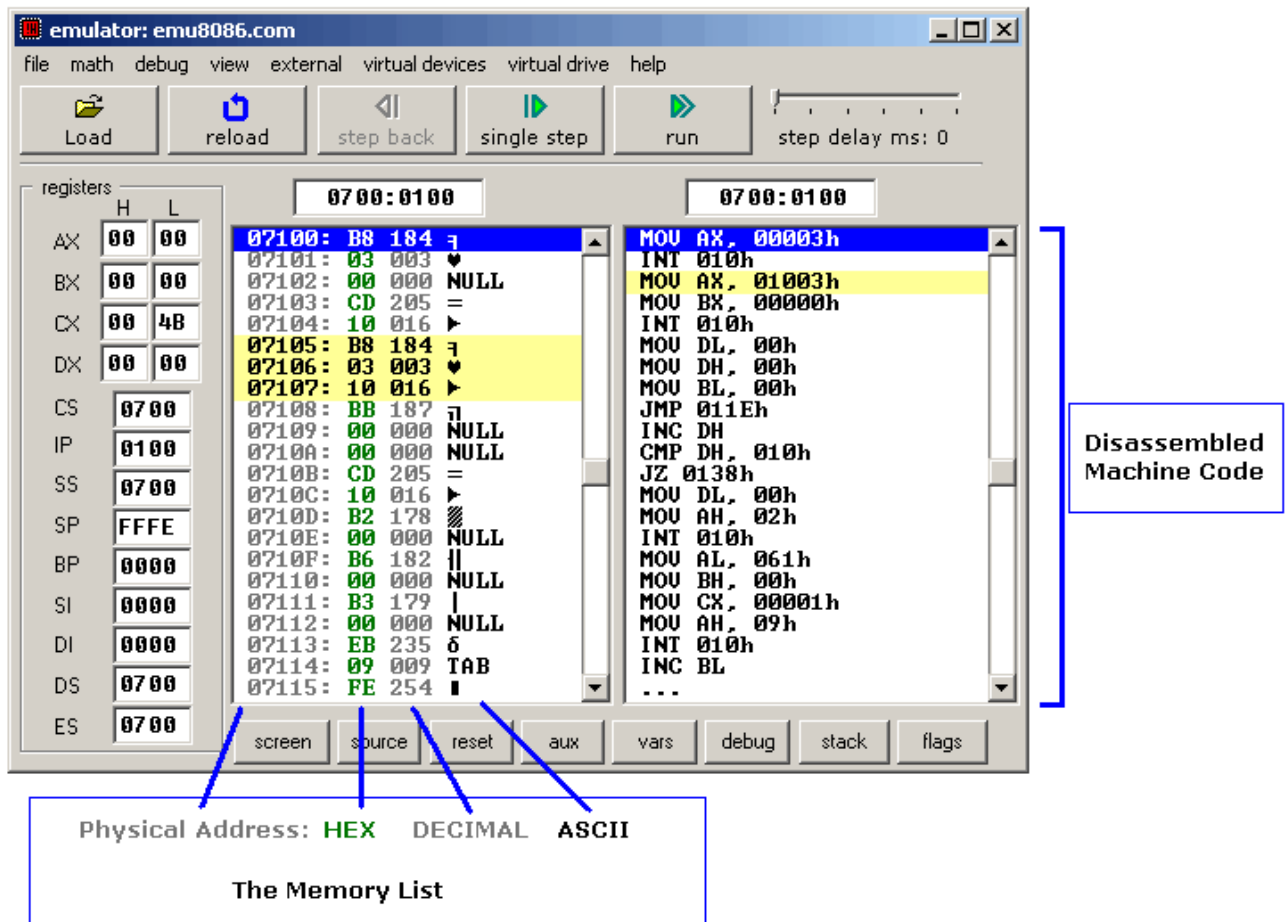 emulator: emu8086.com
file math debug view external virtual devices virtual drive help
Load reload step back single step run step delay ms: 0
registers
H L
AX 00 00
BX 00 00
CX 00 4B
DX 00 00
CS 0700
IP 0100
SS 0700
SP FFFE
BP 0000
SI 0000
DI 0000
DS 0700
ES 0700
0700:0100
07100: B8 184 ╕
07101: 03 003 ♥
07102: 00 000 NULL
07103: CD 205 =
07104: 10 016 ►
07105: B8 184 ╕
07106: 03 003 ♥
07107: 10 016 ►
07108: BB 187 ╗
07109: 00 000 NULL
0710A: 00 000 NULL
0710B: CD 205 =
0710C: 10 016 ►
0710D: B2 178 ▓
0710E: 00 000 NULL
0710F: B6 182 ╢
07110: 00 000 NULL
07111: B3 179 │
07112: 00 000 NULL
07113: EB 235 δ
07114: 09 009 TAB
07115: FE 254 ■
0700:0100
MOV AX, 00003h
INT 010h
MOV AX, 01003h
MOV BX, 00000h
INT 010h
MOV DL, 00h
MOV DH, 00h
MOV BL, 00h
JMP 011Eh
INC DH
CMP DH, 010h
JZ 0138h
MOV DL, 00h
MOV AH, 02h
INT 010h
MOV AL, 061h
MOV BH, 00h
MOV CX, 00001h
MOV AH, 09h
INT 010h
INC BL
...
Disassembled
Machine Code
screen source reset aux vars debug stack flags
Physical Address: HEX DECIMAL ASCII
The Memory List